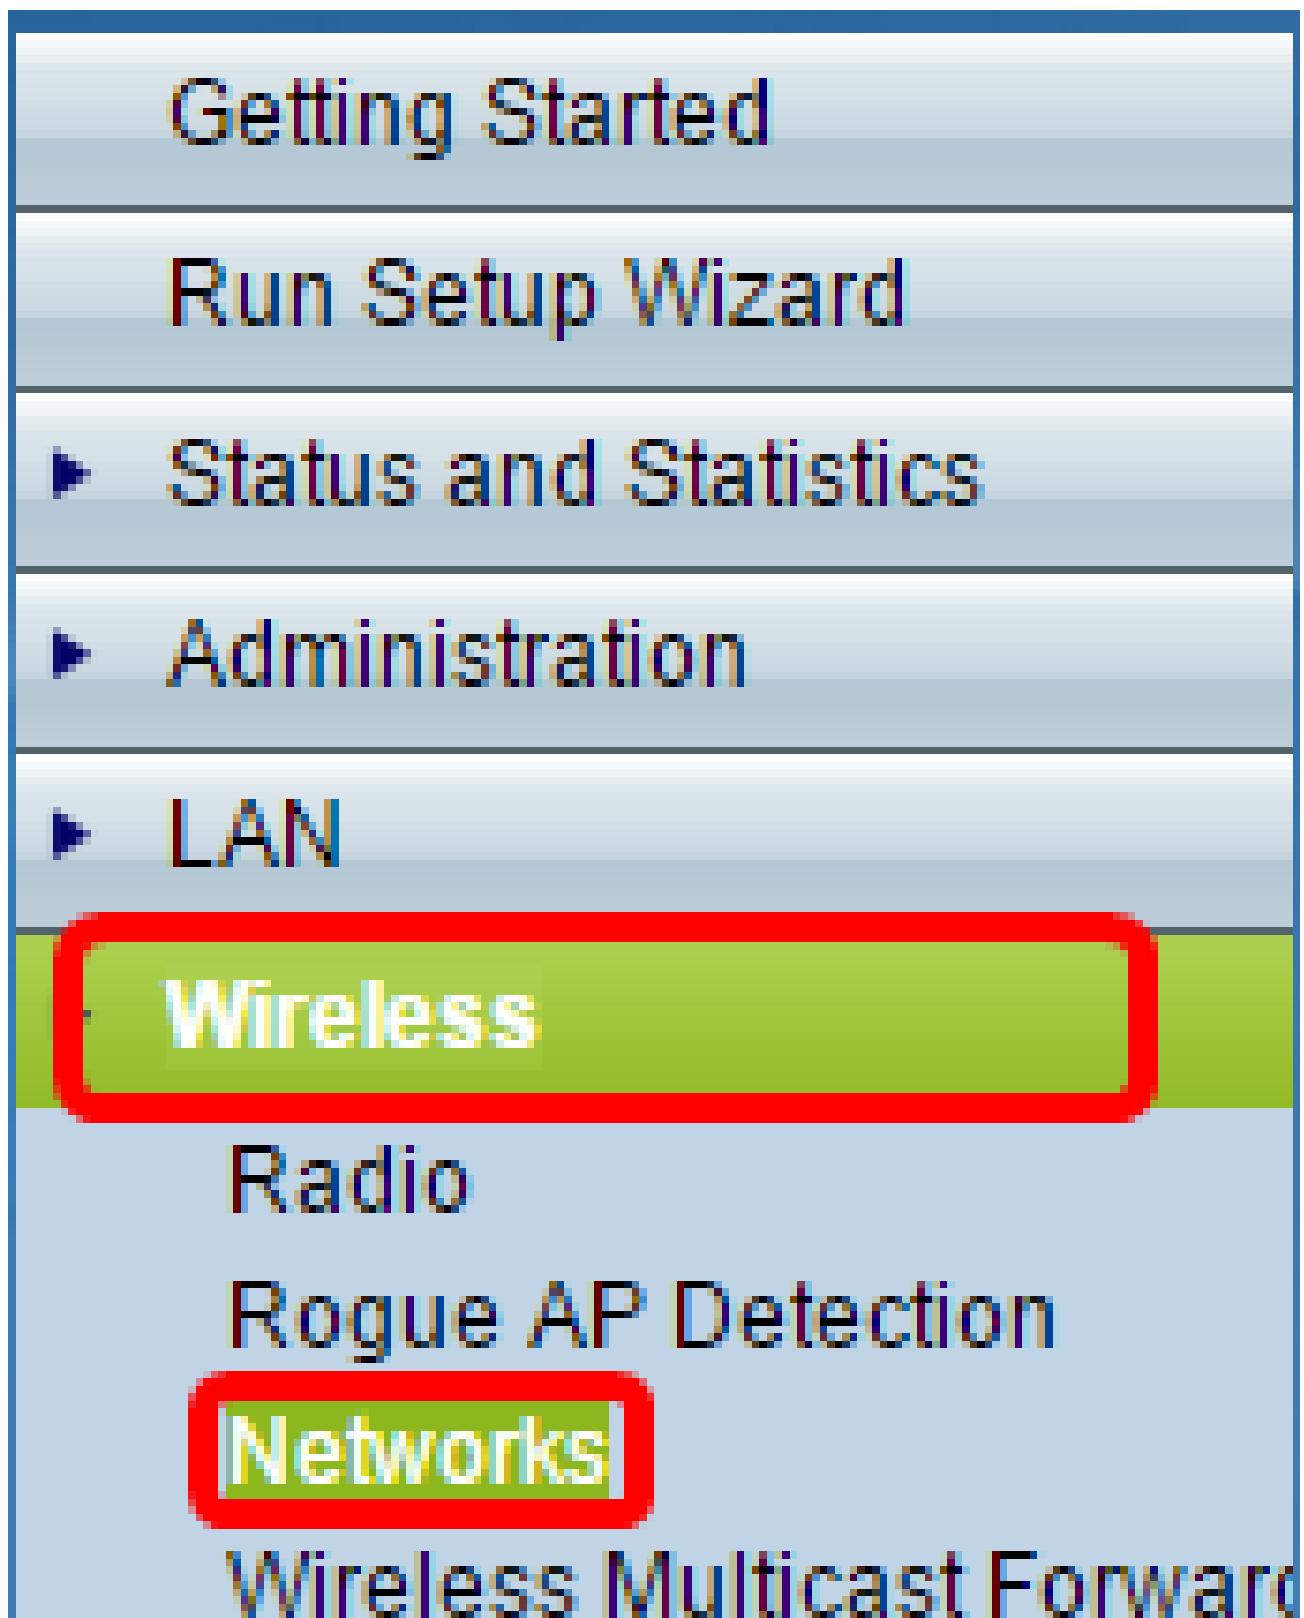 Getting Started
Run Setup Wizard
Status and Statistics
Administration
LAN
Wireless
Radio
Rogue AP Detection
Networks
Wireless Multicast